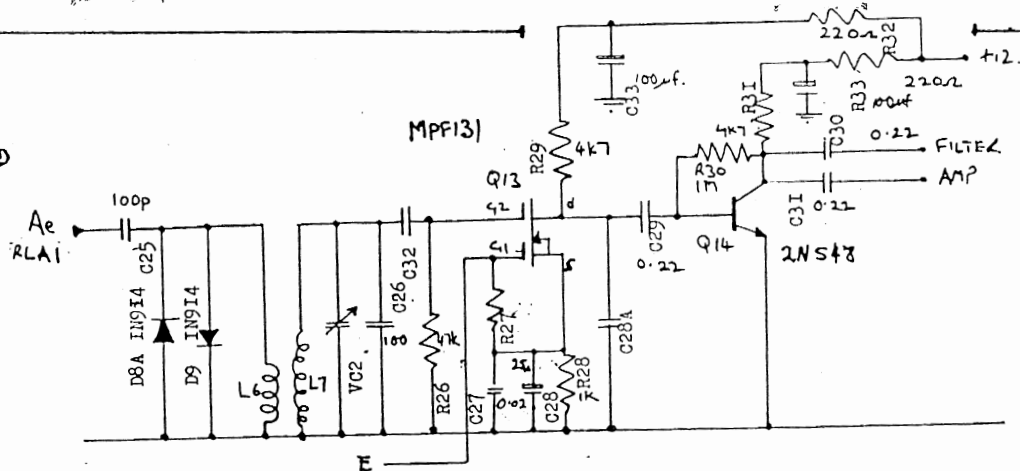 220Ω
R32
+12.
C33
100µf.
R33
220Ω
100uf
R31
4K7
MPF131
R29
4K7
R30
1M
C30
0.22
FILTER
AMP
C31
0.22
Q13
G2
d
G1
s
100p
Ae
RLA1
C25
C32
C29
0.22
Q14
2N548
D8A IN914
D9 IN914
L6
L7
VC2
C26
100
47k
R26
R27
C27
0.02
25µ
C28
R28
1K
C28A
E